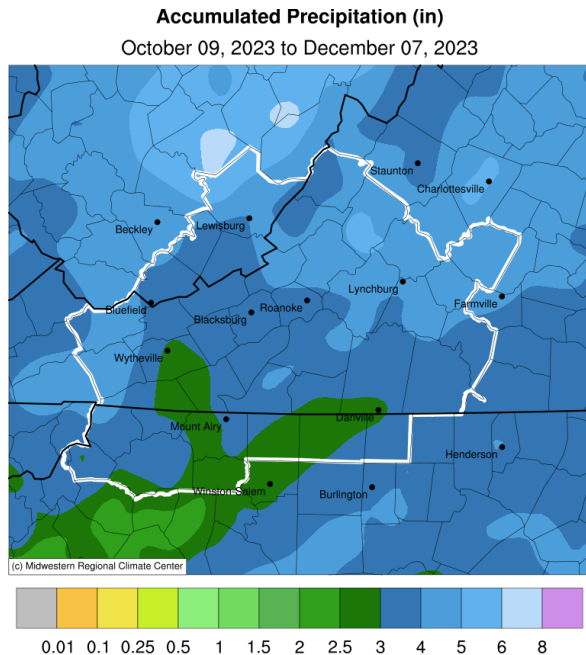 Accumulated Precipitation (in)
October 09, 2023 to December 07, 2023
Staunton
Charlottesville
Beckley
Lewisburg
Lynchburg
Bluefield
Roanoke
Farmville
Blacksburg
Wytheville
Mount Airy
Danville
Henderson
Winston-Salem
Burlington
(c) Midwestern Regional Climate Center
0.01 0.1 0.25 0.5 1 1.5 2 2.5 3 4 5 6 8